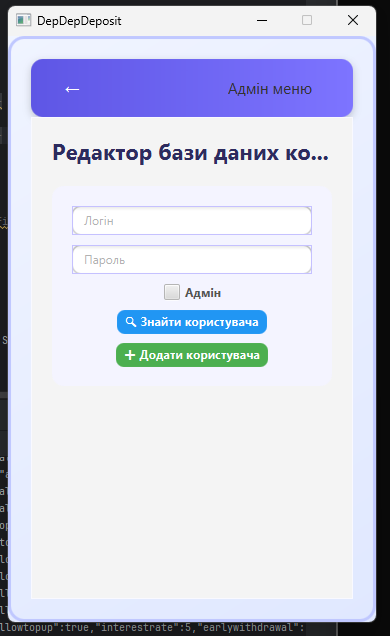 DepDepDeposit
← Адмін меню
Редактор бази даних ко...
Логін
Пароль
Адмін
Знайти користувача
Додати користувача
llowtopup":true,"interestrate":5,"earlywithdrawal":